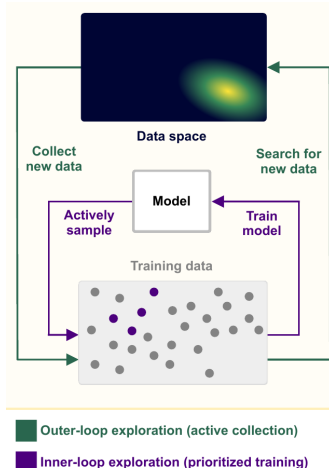 Data space
Collect
new data
Search for
new data
Model
Actively
sample
Train
model
Training data
Outer-loop exploration (active collection)
Inner-loop exploration (prioritized training)